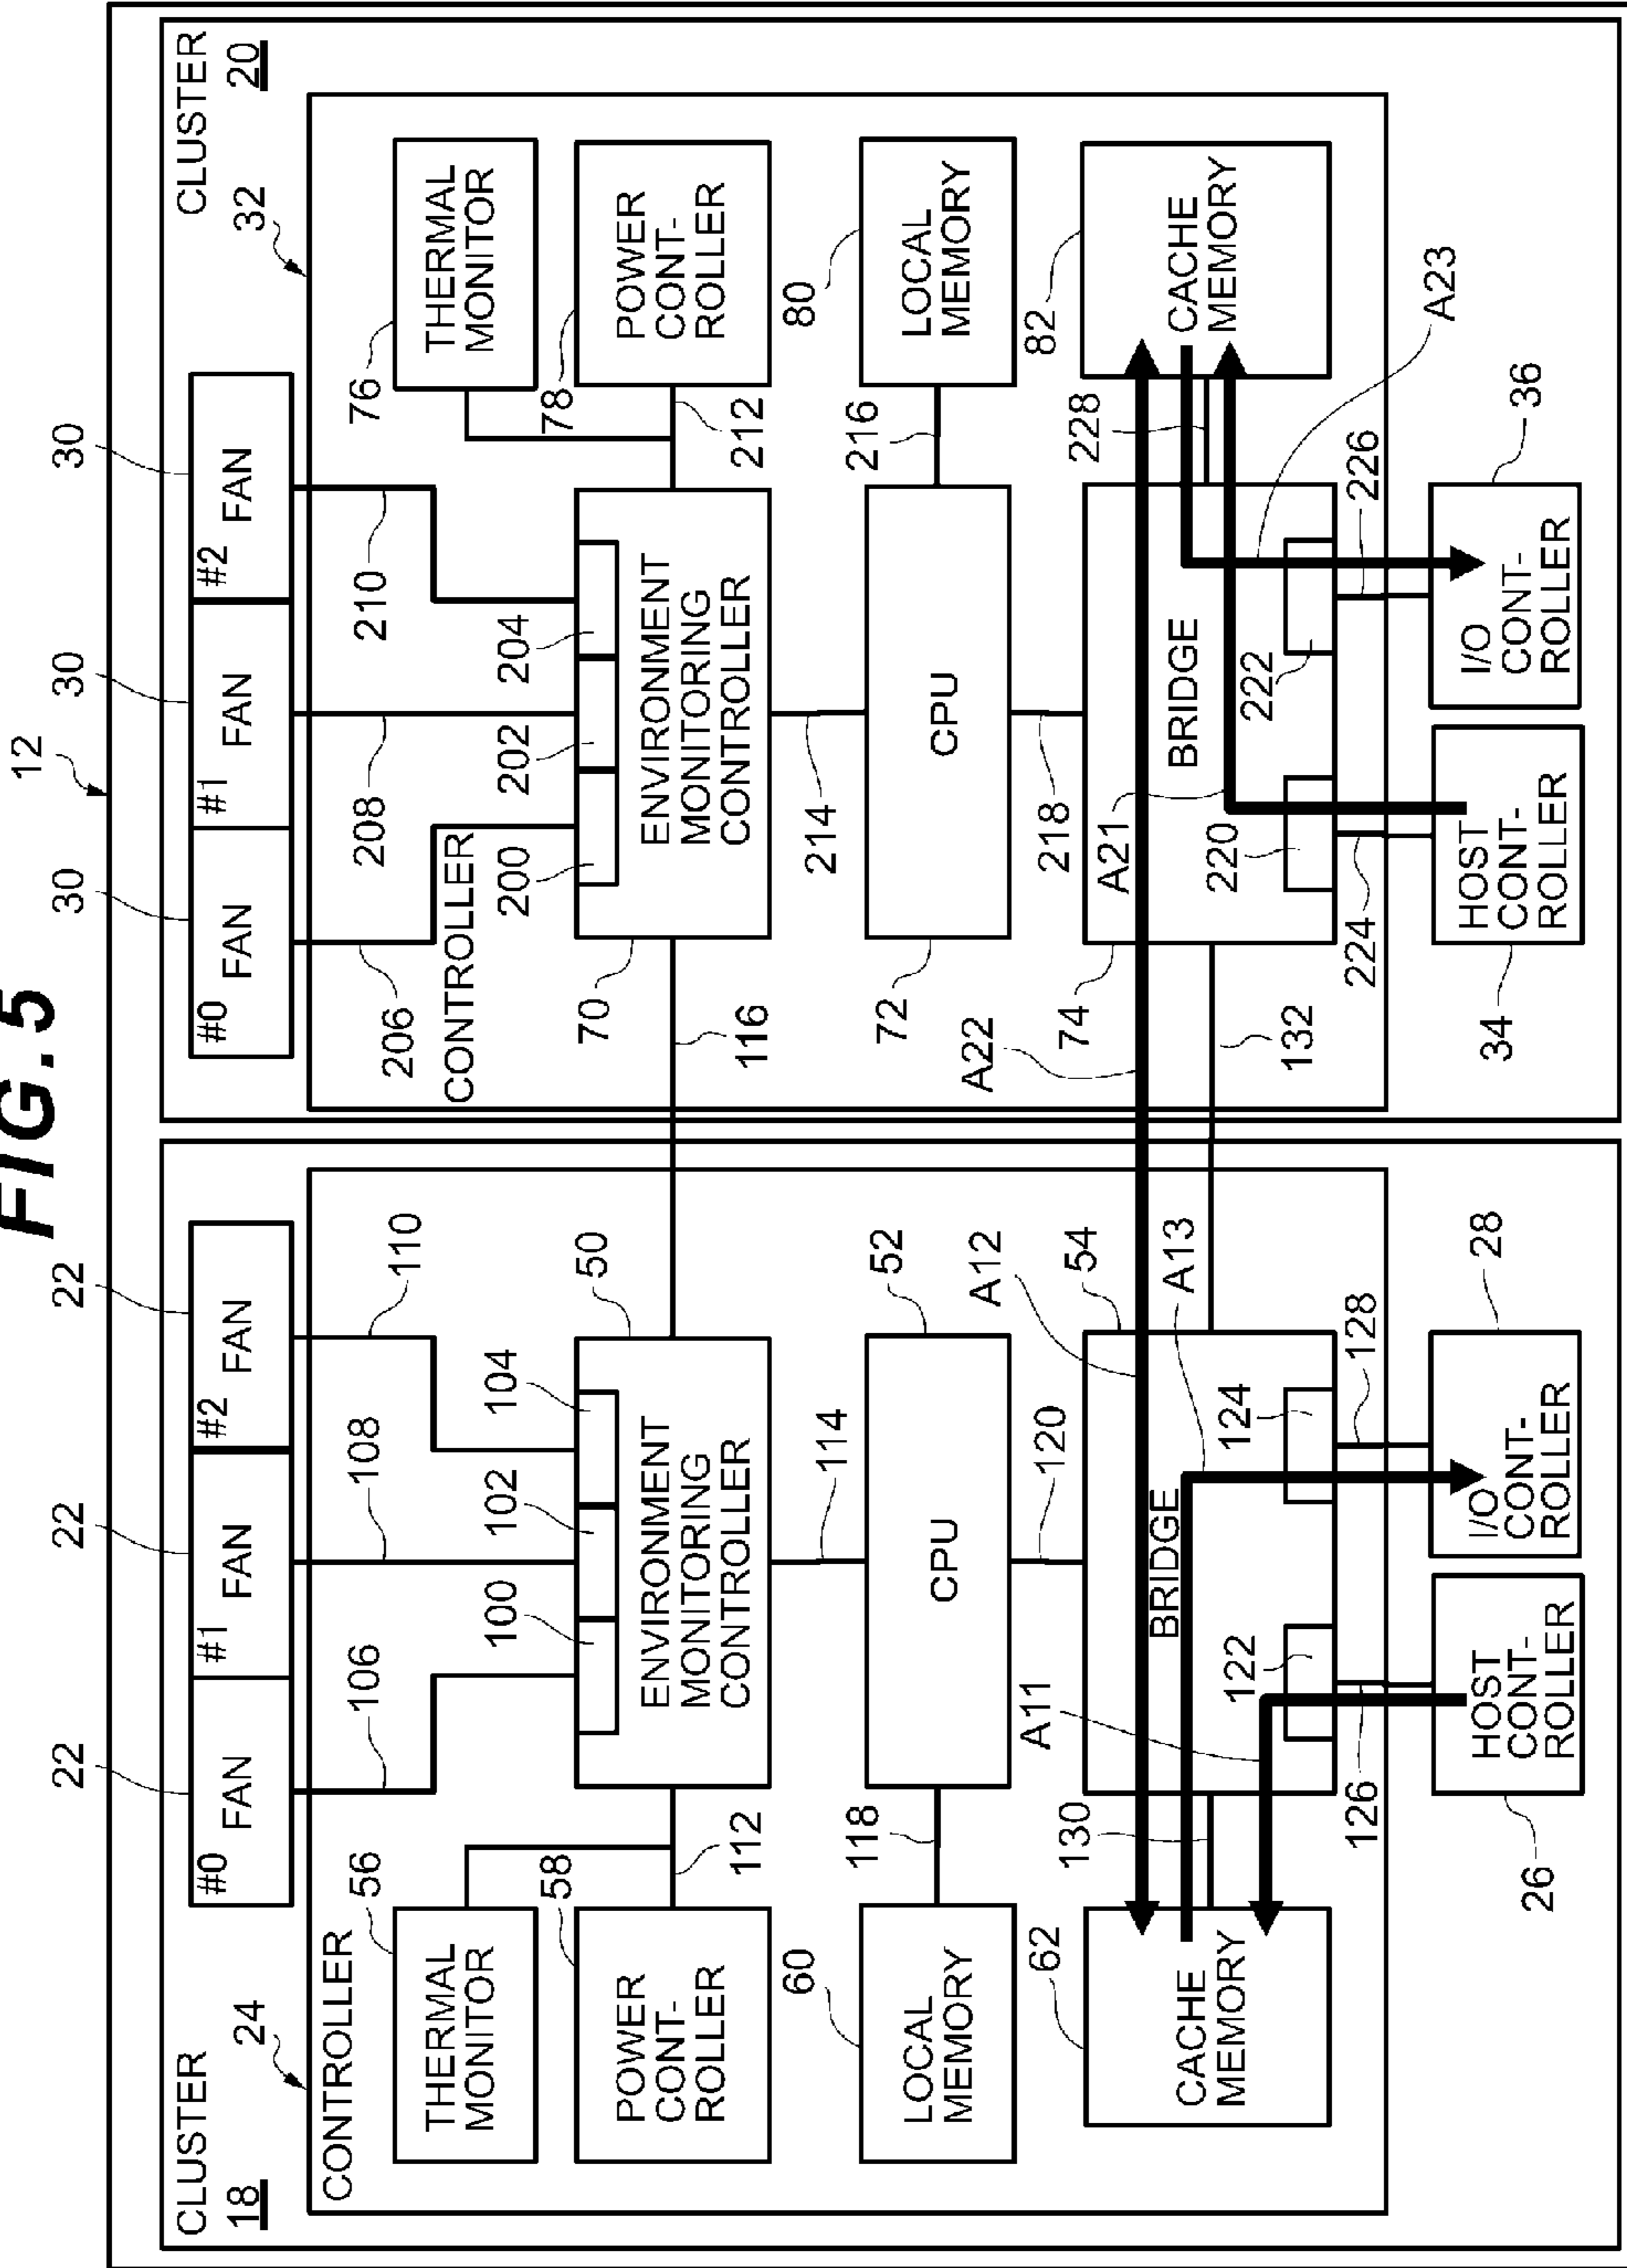 FIG.5
12
CLUSTER
18
22
22
22
#0
FAN
#1
FAN
#2
FAN
24
CONTROLLER
106
108
110
56
THERMAL
MONITOR
58
POWER
CONT-
ROLLER
112
100
102
104
50
ENVIRONMENT
MONITORING
CONTROLLER
116
114
60
LOCAL
MEMORY
118
CPU
52
120
62
CACHE
MEMORY
130
A11
A12
A13
54
BRIDGE
122
124
126
128
26
HOST
CONT-
ROLLER
28
I/O
CONT-
ROLLER
CLUSTER
20
30
30
30
#0
FAN
#1
FAN
#2
FAN
32
CONTROLLER
206
208
210
76
THERMAL
MONITOR
78
POWER
CONT-
ROLLER
212
200
202
204
70
ENVIRONMENT
MONITORING
CONTROLLER
214
80
LOCAL
MEMORY
216
72
CPU
218
A22
74
A21
BRIDGE
82
CACHE
MEMORY
228
A23
220
222
132
224
226
34
HOST
CONT-
ROLLER
36
I/O
CONT-
ROLLER